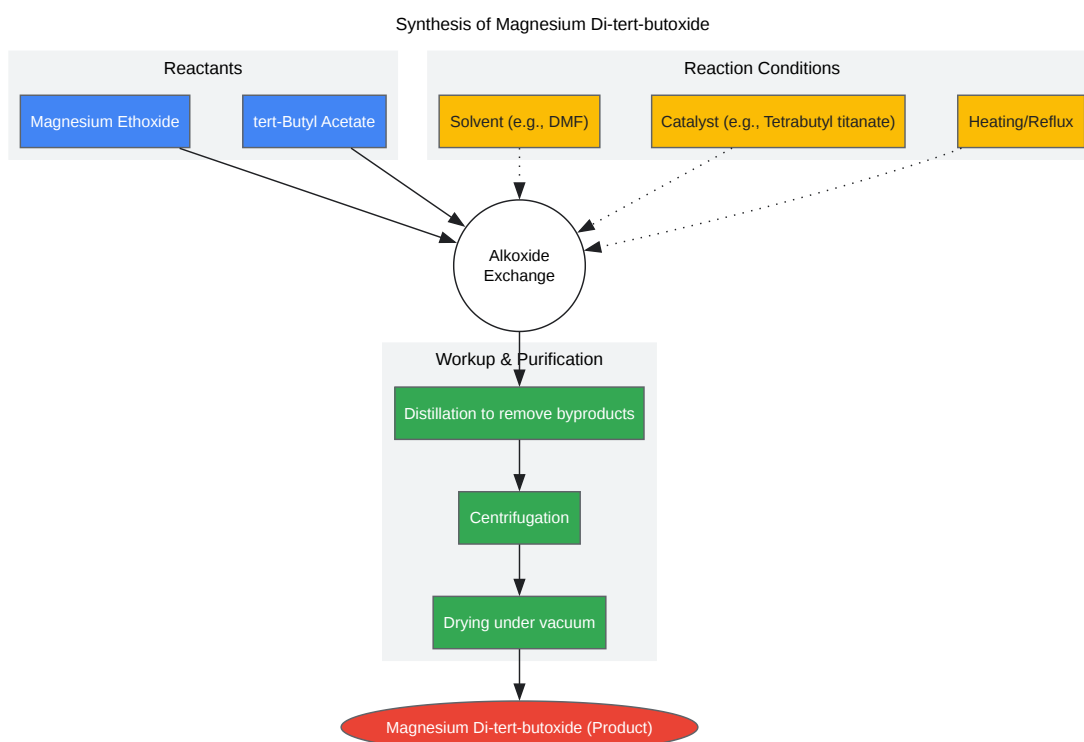 Synthesis of Magnesium Di-tert-butoxide
Reactants
Reaction Conditions
Magnesium Ethoxide
tert-Butyl Acetate
Solvent (e.g., DMF)
Catalyst (e.g., Tetrabutyl titanate)
Heating/Reflux
Alkoxide
Exchange
Workup & Purification
Distillation to remove byproducts
Centrifugation
Drying under vacuum
Magnesium Di-tert-butoxide (Product)